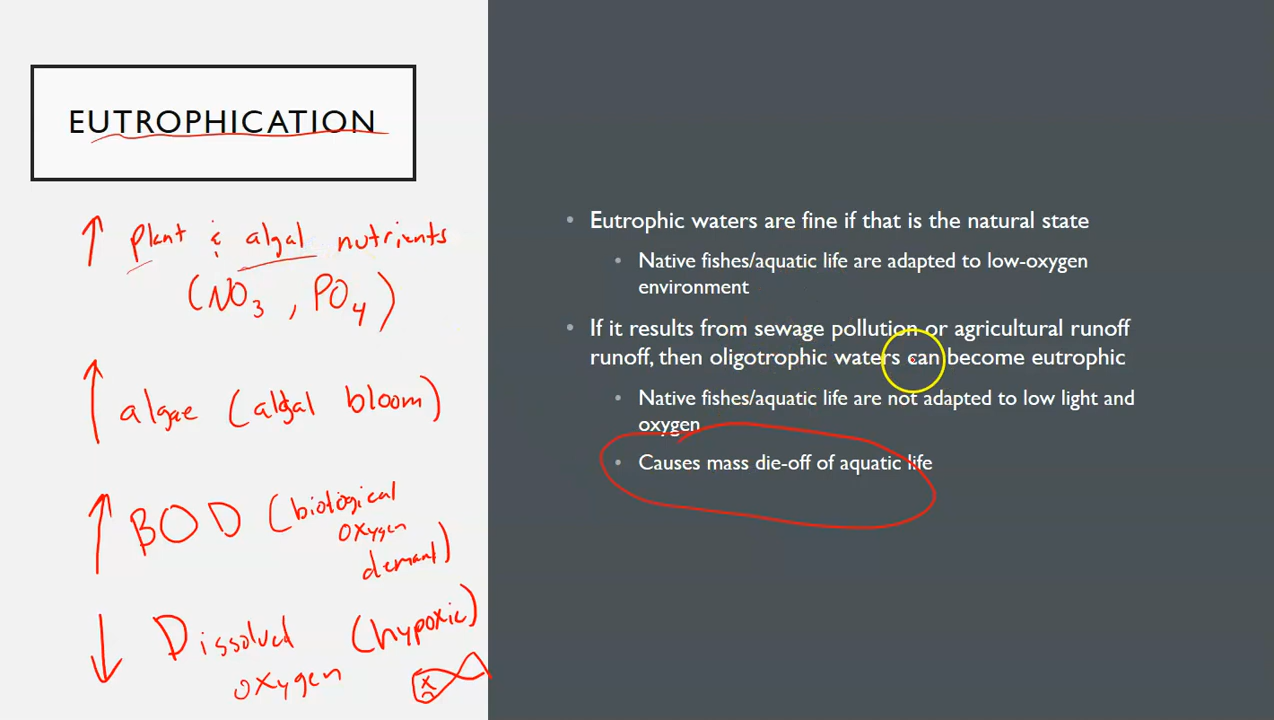 EUTROPHICATION
↑ plant & algal nutrients
(NO3, PO4)
↑ algae (algal bloom)
↑ BOD (biological
oxygen
demand)
↓ Dissolved (hypoxic)
oxygen
• Eutrophic waters are fine if that is the natural state
• Native fishes/aquatic life are adapted to low-oxygen
environment
• If it results from sewage pollution or agricultural runoff
runoff, then oligotrophic waters can become eutrophic
• Native fishes/aquatic life are not adapted to low light and
oxygen
• Causes mass die-off of aquatic life